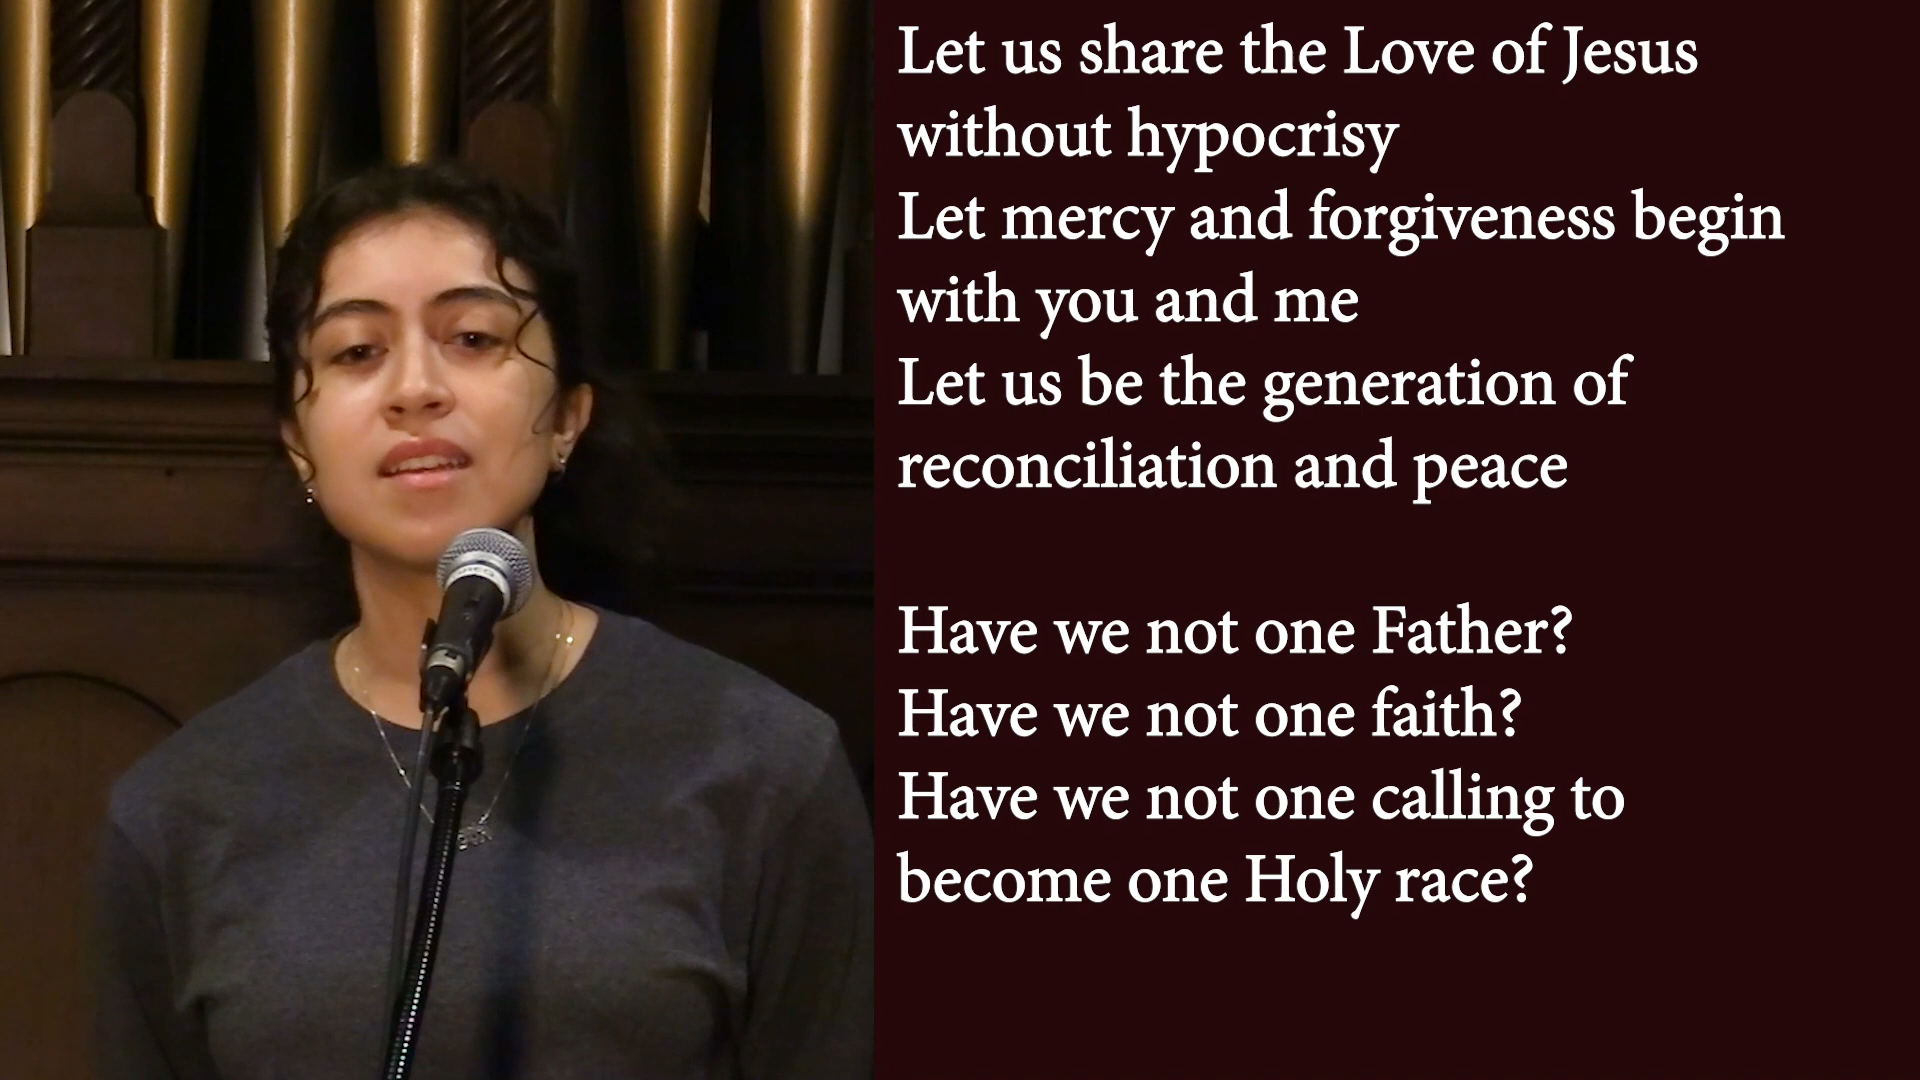 Let us share the Love of Jesus
without hypocrisy
Let mercy and forgiveness begin
with you and me
Let us be the generation of
reconciliation and peace
Have we not one Father?
Have we not one faith?
Have we not one calling to
become one Holy race?